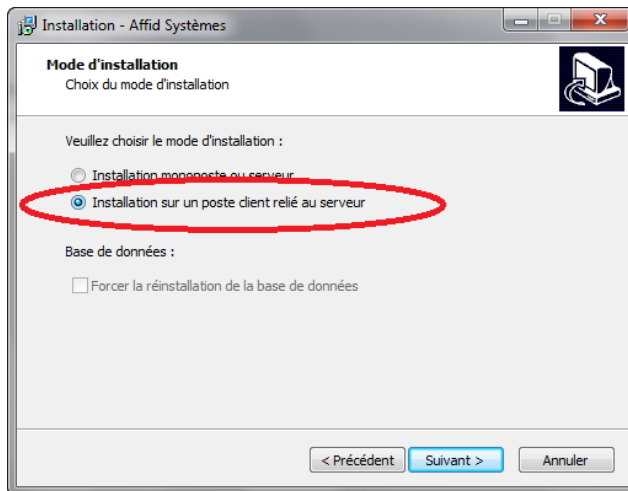 Installation - Affid Systèmes
Mode d'installation
Choix du mode d'installation
Veuillez choisir le mode d'installation :
Installation monoposte ou serveur
Installation sur un poste client relié au serveur
Base de données :
Forcer la réinstallation de la base de données
< Précédent Suivant > Annuler